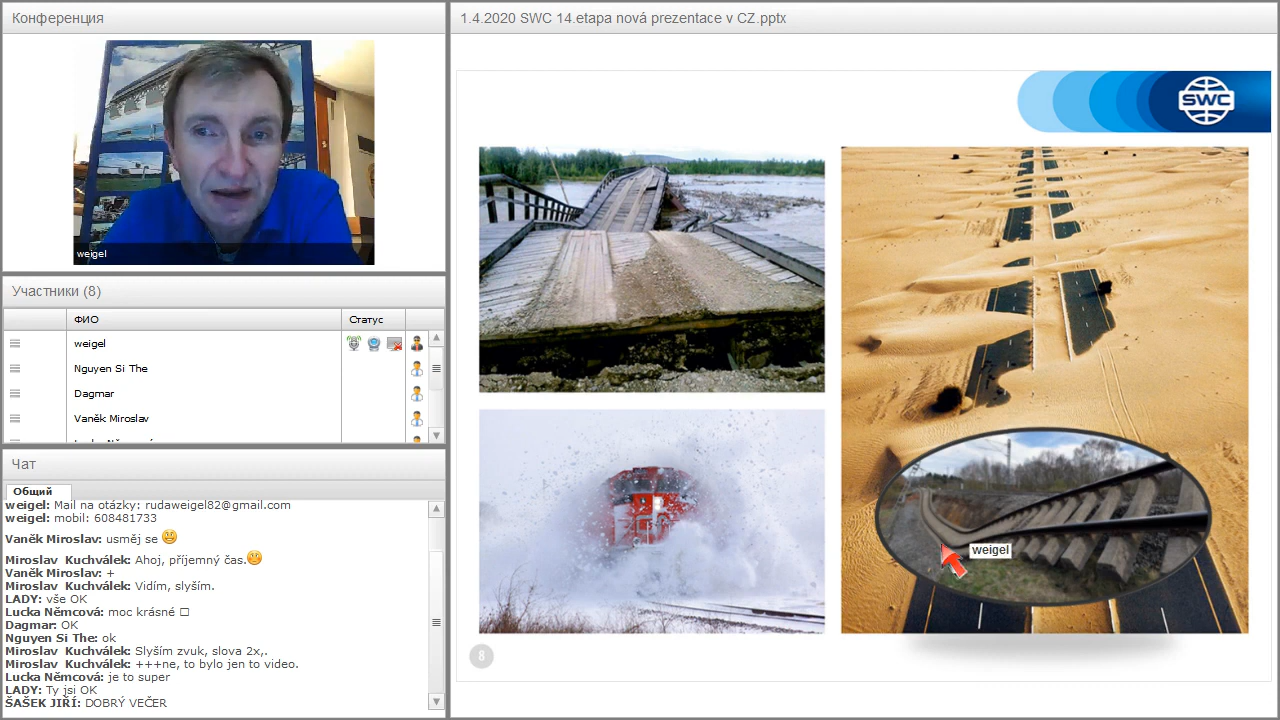 Конференция
weigel
Участники (8)
ФИО
Статус
weigel
Nguyen Si The
Dagmar
Vaněk Miroslav
Чат
Общий
weigel: Mail na otázky: rudaweigel82@gmail.com
weigel: mobil: 608481733
Vaněk Miroslav: usměj se
Miroslav Kuchválek: Ahoj, příjemný čas.
Vaněk Miroslav: +
Miroslav Kuchválek: Vidím, slyším.
LADY: vše OK
Lucka Němcová: moc krásné □
Dagmar: OK
Nguyen Si The: ok
Miroslav Kuchválek: Slyším zvuk, slova 2x,.
Miroslav Kuchválek: +++ne, to bylo jen to video.
Lucka Němcová: je to super
LADY: Ty jsi OK
ŠAŠEK JIŘÍ: DOBRÝ VEČER
1.4.2020 SWC 14.etapa nová prezentace v CZ.pptx
SWC
weigel
8